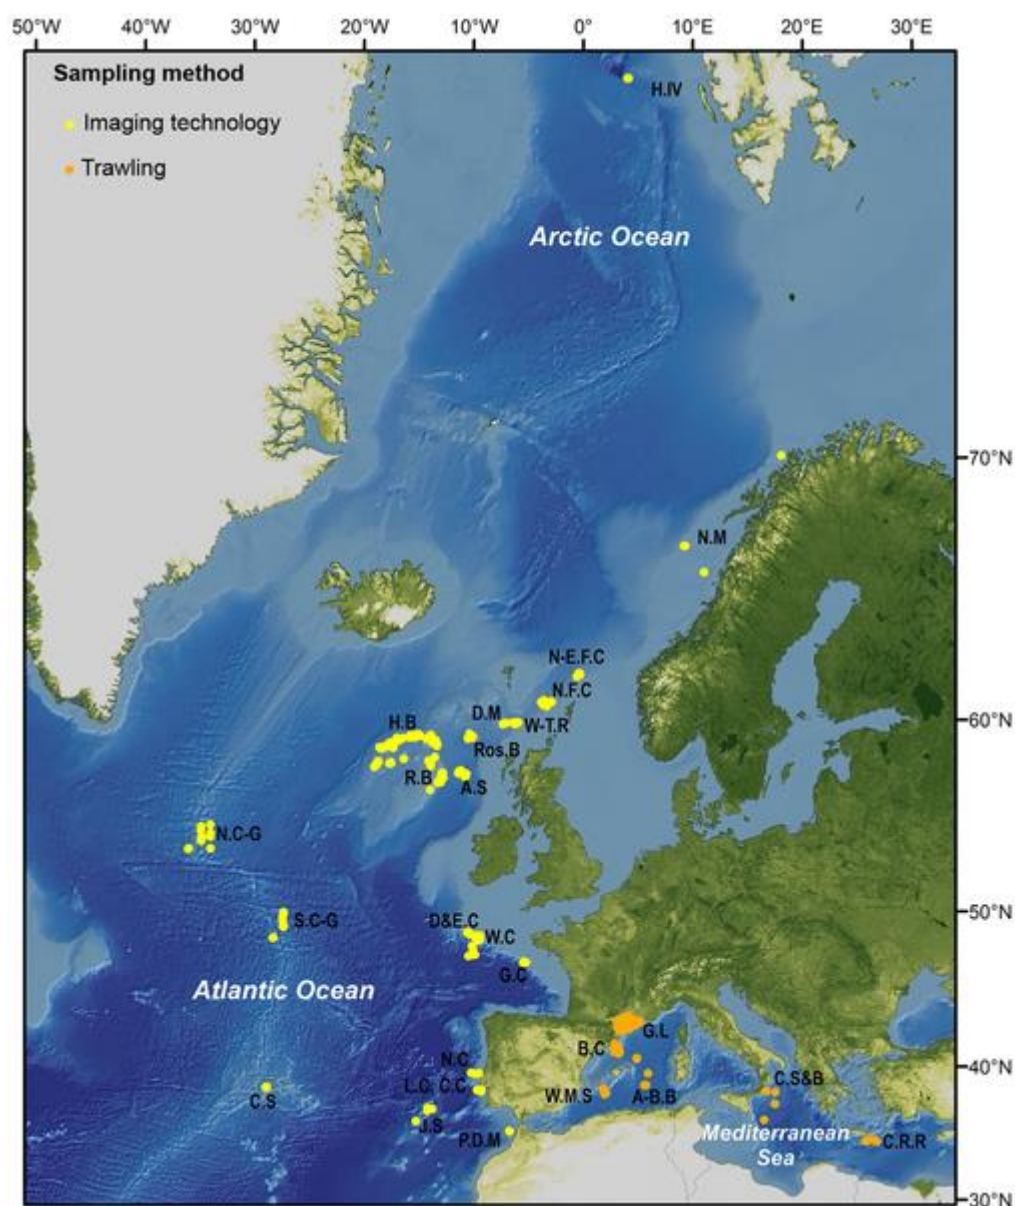 50°W 40°W 30°W 20°W 10°W 0° 10°E 20°E 30°E
Sampling method
Imaging technology
Trawling
H.IV
Arctic Ocean
70°N
N.M
N-E.F.C
N.F.C
60°N
D.M
W-T.R
H.B
Ros.B
R.B
A.S
N.C-G
50°N
S.C-G
D&E.C
W.C
G.C
Atlantic Ocean
G.L
B.C
40°N
N.C
L.C. C.C
C.S
W.M.S
A-B.B
C.S&B
J.S
P.D.M
Mediterranean
Sea
C.R.R
30°N